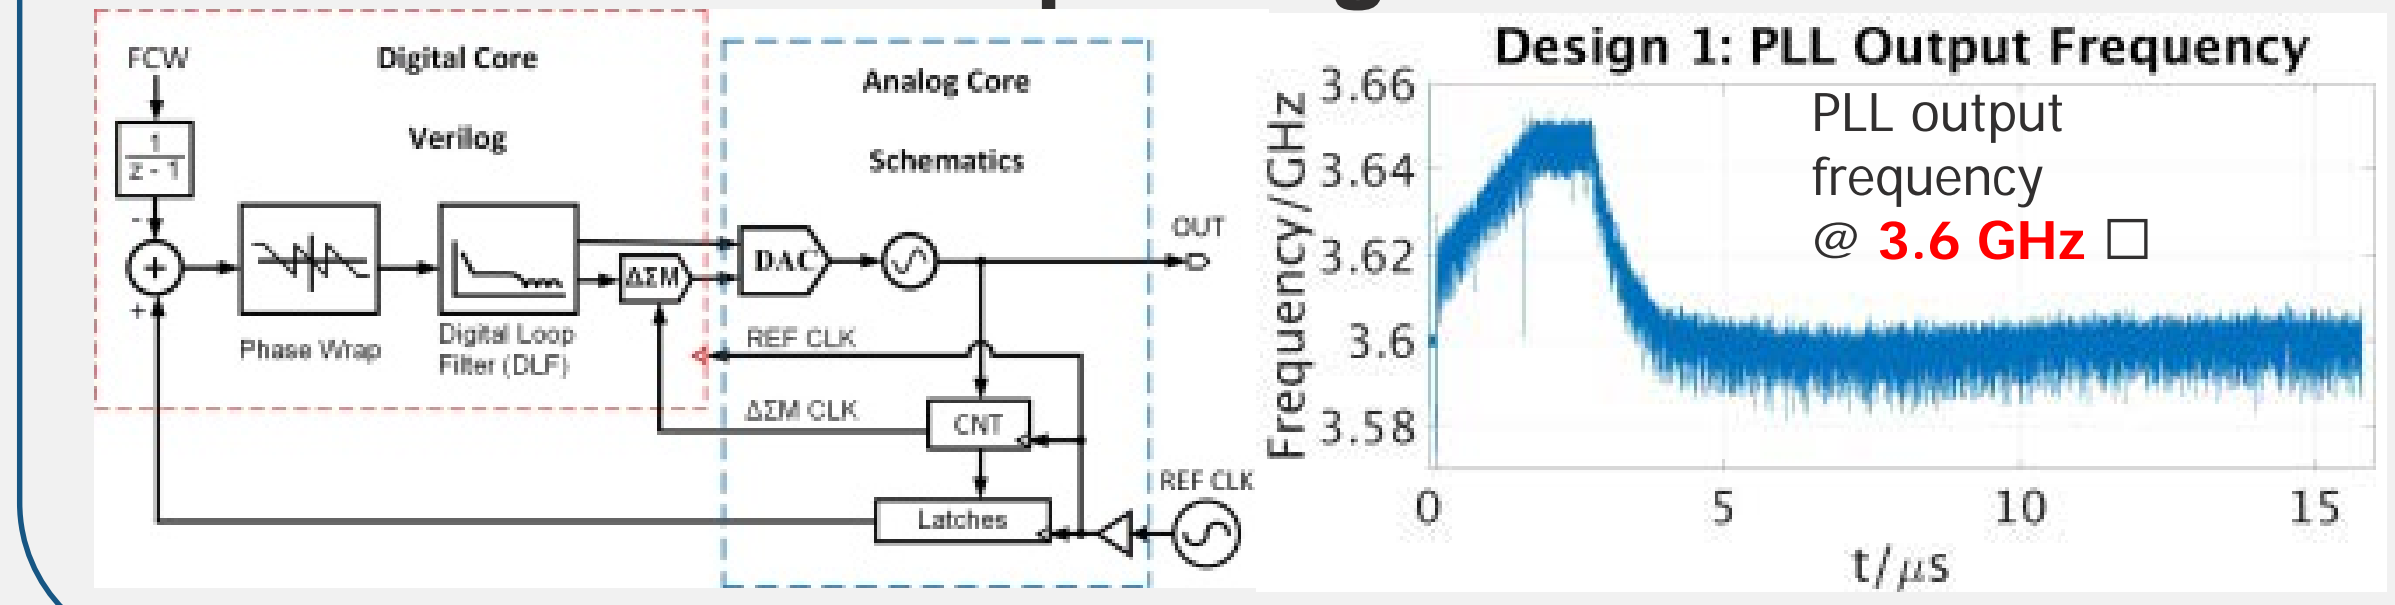 FCW
Digital Core
Verilog
1
z - 1
-
+
+
Phase Wrap
Digital Loop
Filter (DLF)
ΔΣM
Analog Core
Schematics
DAC
OUT
REF CLK
ΔΣM CLK
CNT
Latches
REF CLK
Design 1: PLL Output Frequency
PLL output
frequency
@ 3.6 GHz □
Frequency/GHz
3.66
3.64
3.62
3.6
3.58
0 5 10 15
t/μs